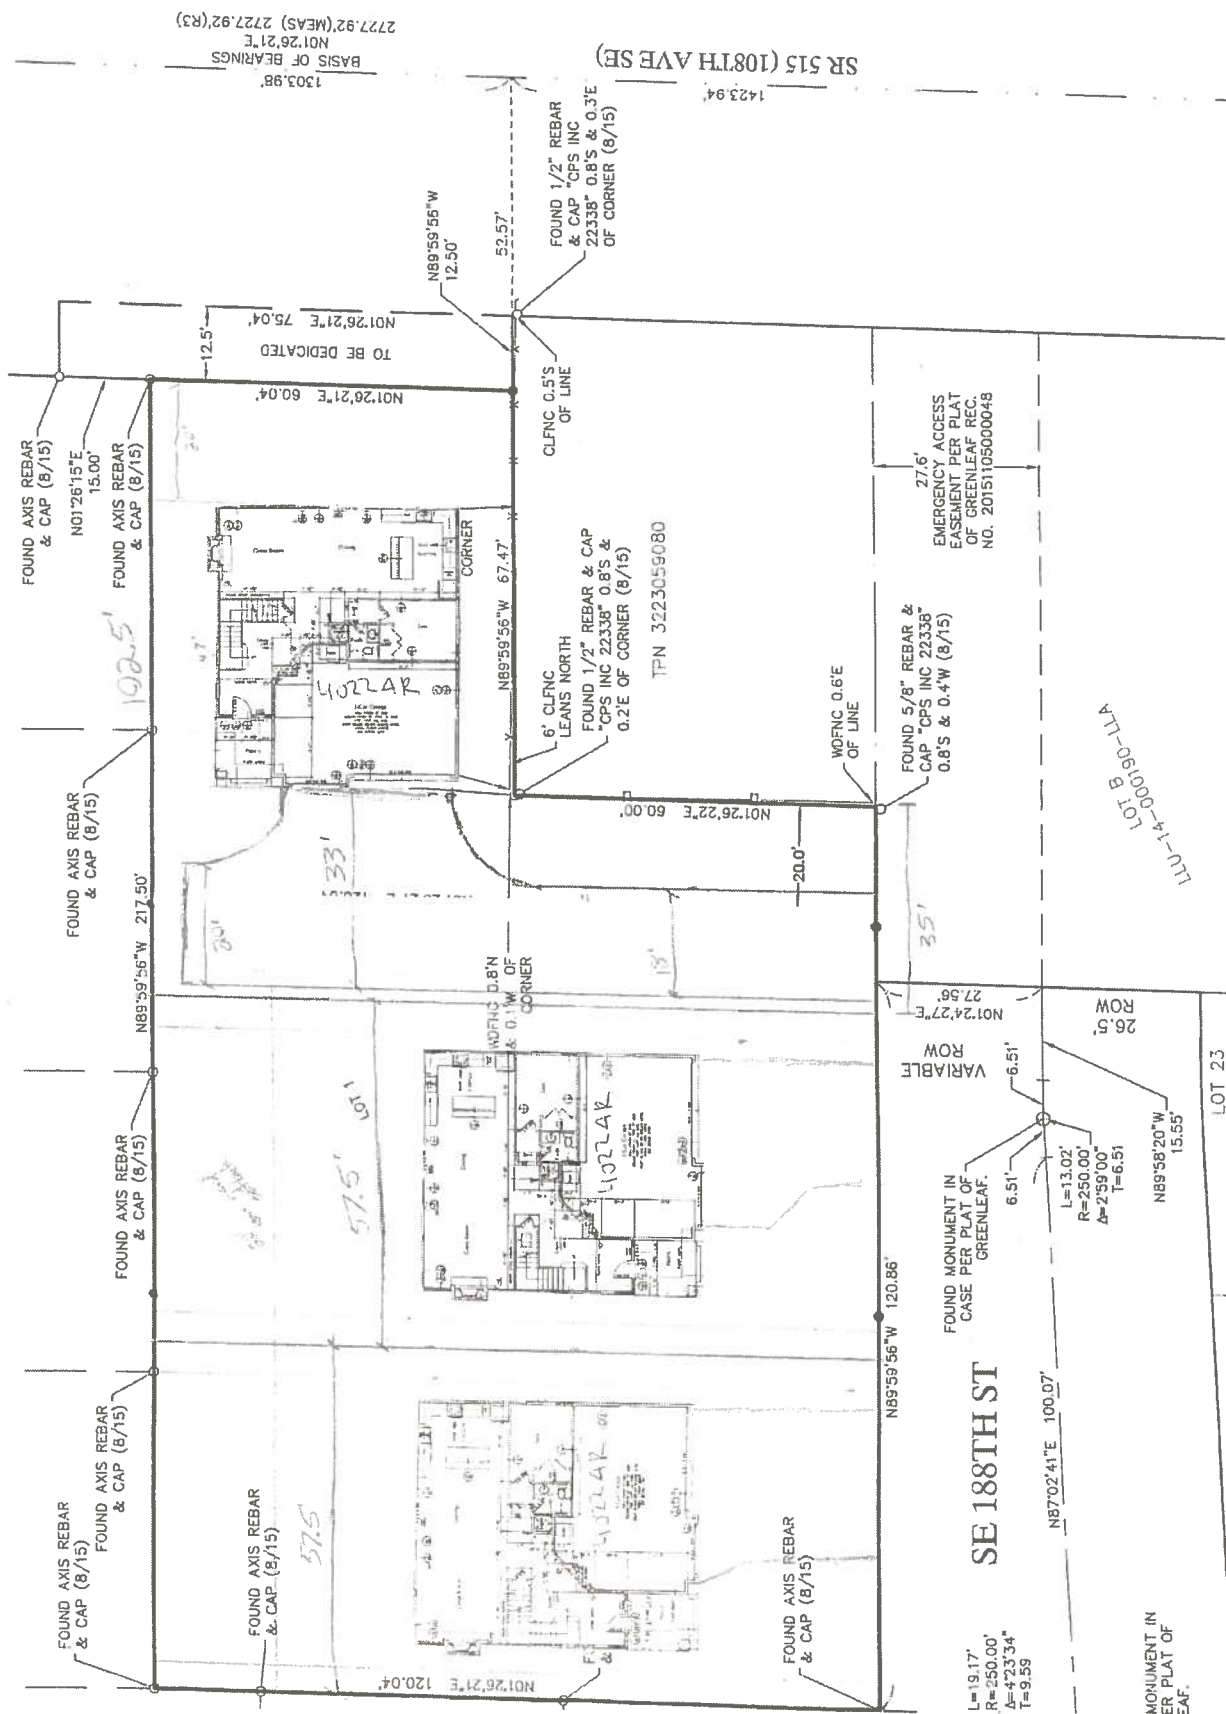 2727.92'(MEAS) 2727.92'(R3)
N01°26'21"E
BASIS OF BEARINGS
1303.98'
SR 515 (108TH AVE SE)
1423.94'
FOUND AXIS REBAR
& CAP (8/15)
N01°26'15"E
15.00'
FOUND AXIS REBAR
& CAP (8/15)
12.5'
N01°26'21"E 75.04'
TO BE DEDICATED
N01°26'21"E 60.04'
N89°59'56"W
12.50'
52.57'
FOUND 1/2" REBAR
& CAP "CPS INC
22338" 0.8'S & 0.3'E
OF CORNER (8/15)
CLFNC 0.5'S
OF LINE
192.5'
47'
4022AR
CORNER
N89°59'56"W 67.47'
6' CLFNC
LEANS NORTH
FOUND 1/2" REBAR & CAP
"CPS INC 22338" 0.8'S &
0.2'E OF CORNER (8/15)
TPN 3223059080
27.6'
EMERGENCY ACCESS
EASEMENT PER PLAT
OF GREENLEAF REC.
NO. 20151105000048
FOUND AXIS REBAR
& CAP (8/15)
N89°59'56"W 217.50'
20'
33'
N01°26'22"E 60.00'
20.0'
WDFNC 0.6'E
OF LINE
FOUND 5/8" REBAR &
CAP "CPS INC 22338"
0.8'S & 0.4'W (8/15)
LOT B
LLU-14-000190-LLA
35'
WDFNC 0.8'N
& 0.1'W OF
CORNER
FOUND AXIS REBAR
& CAP (8/15)
LOT 1
57.5'
4022AR
N01°24'27"E
27.56'
VARIABLE
ROW
26.5'
ROW
6.51'
6.51'
FOUND MONUMENT IN
CASE PER PLAT OF
GREENLEAF.
L=13.02'
R=250.00'
Δ=2°59'00"
T=6.51
N89°58'20"W
15.55'
LOT 23
N89°59'56"W 120.86'
FOUND AXIS REBAR
& CAP (8/15)
FOUND AXIS REBAR
& CAP (8/15)
FOUND AXIS REBAR
& CAP (8/15)
57.5
4022AR
N01°26'21"E 120.04'
FOUND AXIS REBAR
& CAP (8/15)
SE 188TH ST
N87°02'41"E 100.07'
L=19.17'
R=250.00'
Δ=4°23'34"
T=9.59
MONUMENT IN
ER PLAT OF
EAF.